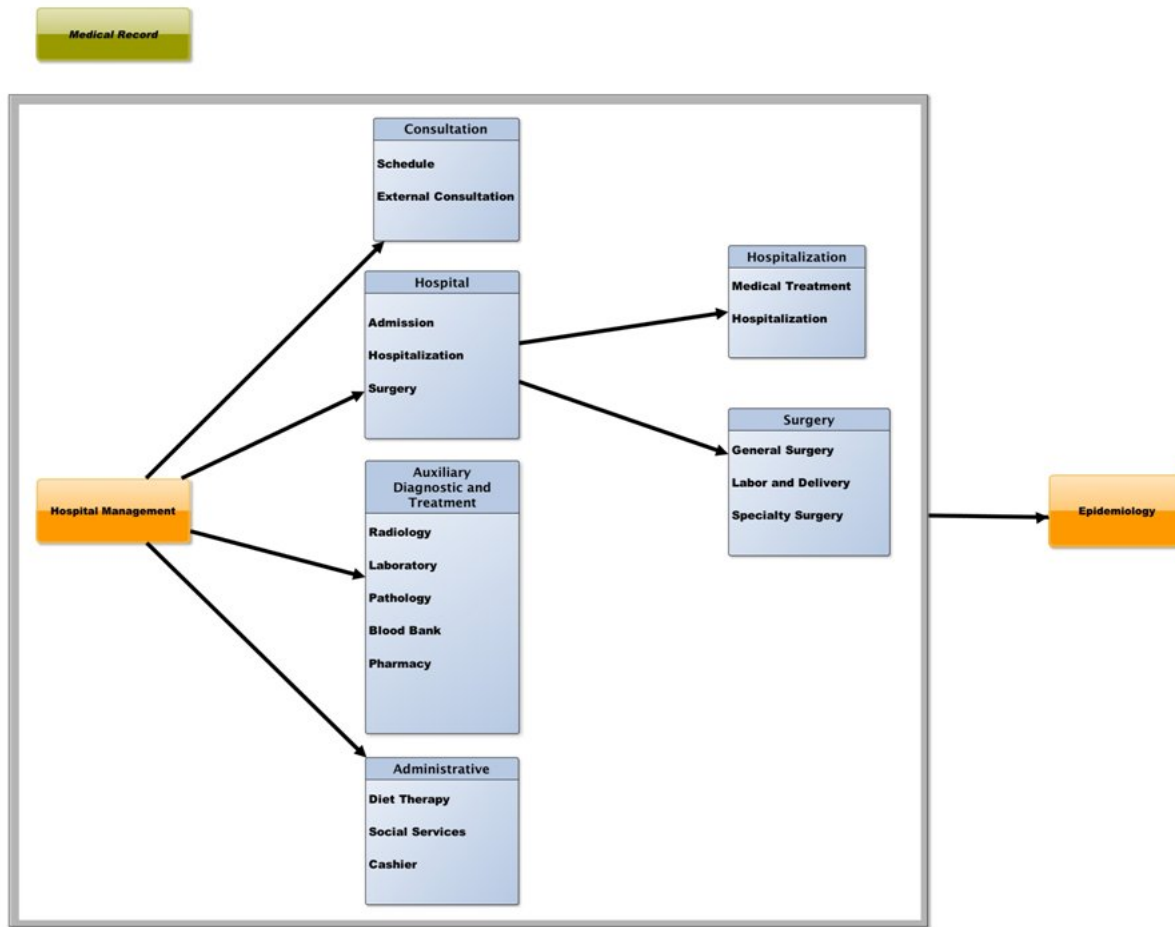 Medical Record
Consultation
Schedule
External Consultation
Hospital
Admission
Hospitalization
Surgery
Hospitalization
Medical Treatment
Hospitalization
Surgery
General Surgery
Labor and Delivery
Specialty Surgery
Hospital Management
Auxiliary
Diagnostic and
Treatment
Radiology
Laboratory
Pathology
Blood Bank
Pharmacy
Administrative
Diet Therapy
Social Services
Cashier
Epidemiology